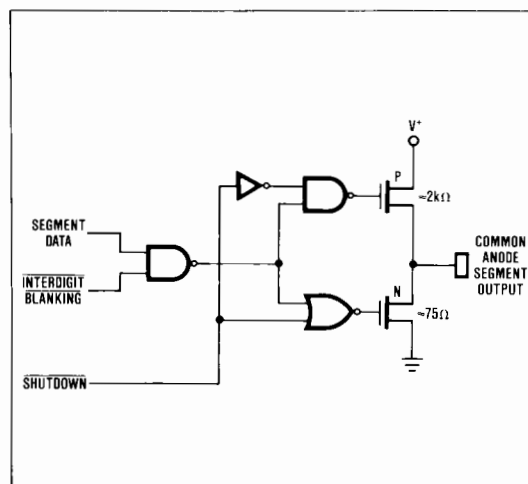 V+
P
≈2kΩ
SEGMENT
DATA
INTERDIGIT
BLANKING
COMMON
ANODE
SEGMENT
OUTPUT
N
≈75Ω
SHUTDOWN